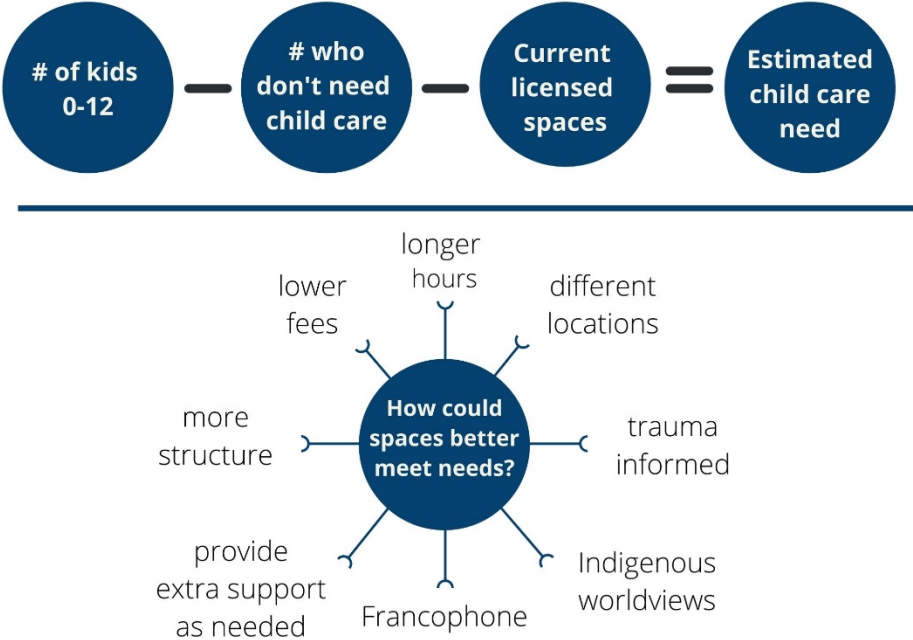 # of kids
0-12
# who
don't need
child care
Current
licensed
spaces
Estimated
child care
need
longer
hours
lower
fees
different
locations
How could
spaces better
meet needs?
more
structure
trauma
informed
provide
extra support
as needed
Francophone
Indigenous
worldviews